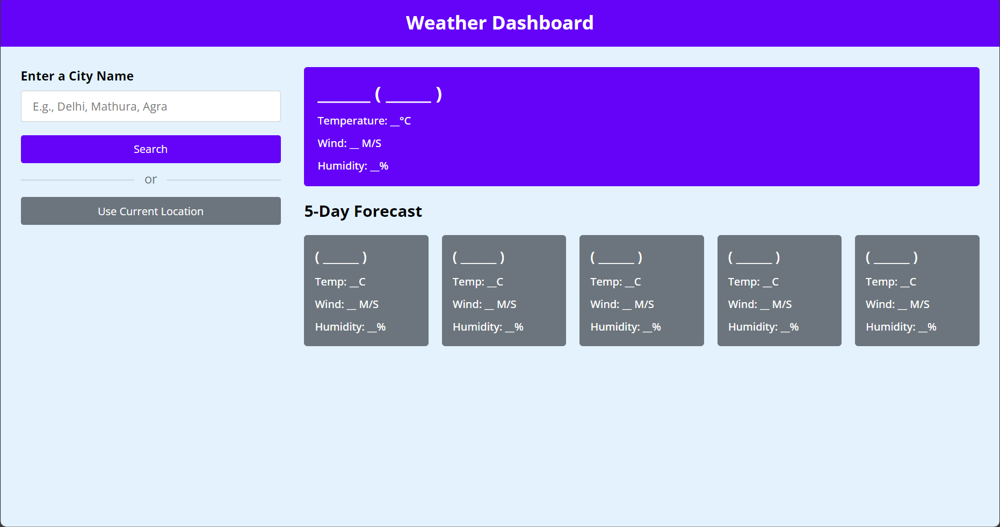 Weather Dashboard
Enter a City Name
E.g., Delhi, Mathura, Agra
Search
or
Use Current Location
_______ ( ______ )
Temperature: __°C
Wind: __ M/S
Humidity: __%
5-Day Forecast
( ______ )
Temp: __C
Wind: __ M/S
Humidity: __%
( ______ )
Temp: __C
Wind: __ M/S
Humidity: __%
( ______ )
Temp: __C
Wind: __ M/S
Humidity: __%
( ______ )
Temp: __C
Wind: __ M/S
Humidity: __%
( ______ )
Temp: __C
Wind: __ M/S
Humidity: __%